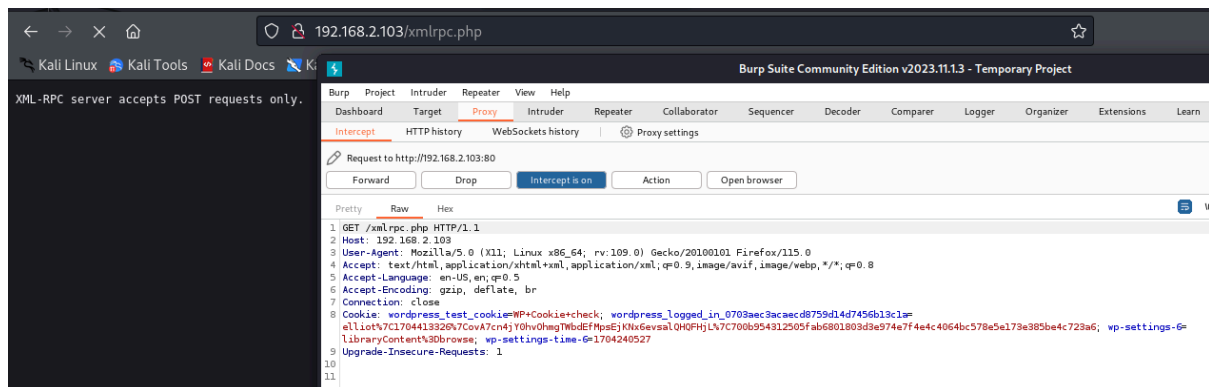 192.168.2.103/xmlrpc.php
Kali Linux Kali Tools Kali Docs
XML-RPC server accepts POST requests only.
Burp Suite Community Edition v2023.11.1.3 - Temporary Project
Burp Project Intruder Repeater View Help
Dashboard Target Proxy Intruder Repeater Collaborator Sequencer Decoder Comparer Logger Organizer Extensions Learn
Intercept HTTP history WebSockets history Proxy settings
Request to http://192.168.2.103:80
Forward Drop Intercept is on Action Open browser
Pretty Raw Hex
1 GET /xmlrpc.php HTTP/1.1
2 Host: 192.168.2.103
3 User-Agent: Mozilla/5.0 (X11; Linux x86_64; rv:109.0) Gecko/20100101 Firefox/115.0
4 Accept: text/html,application/xhtml+xml,application/xml;q=0.9,image/avif,image/webp,*/*;q=0.8
5 Accept-Language: en-US,en;q=0.5
6 Accept-Encoding: gzip, deflate, br
7 Connection: close
8 Cookie: wordpress_test_cookie=WP+Cookie+check; wordpress_logged_in_0703aec3acaecd8759d14d7456b13c1a=
elliot%7C1704413326%7CovA7cn4jY0hvOhmgTWbdEfMpsEjKNx6evsalQHQFHjL%7C700b954312505fab6801803d3e974e7f4e4c4064bc578e5e173e385be4c723a6; wp-settings-6=
libraryContent%3Dbrowse; wp-settings-time-6=1704240527
9 Upgrade-Insecure-Requests: 1
10
11